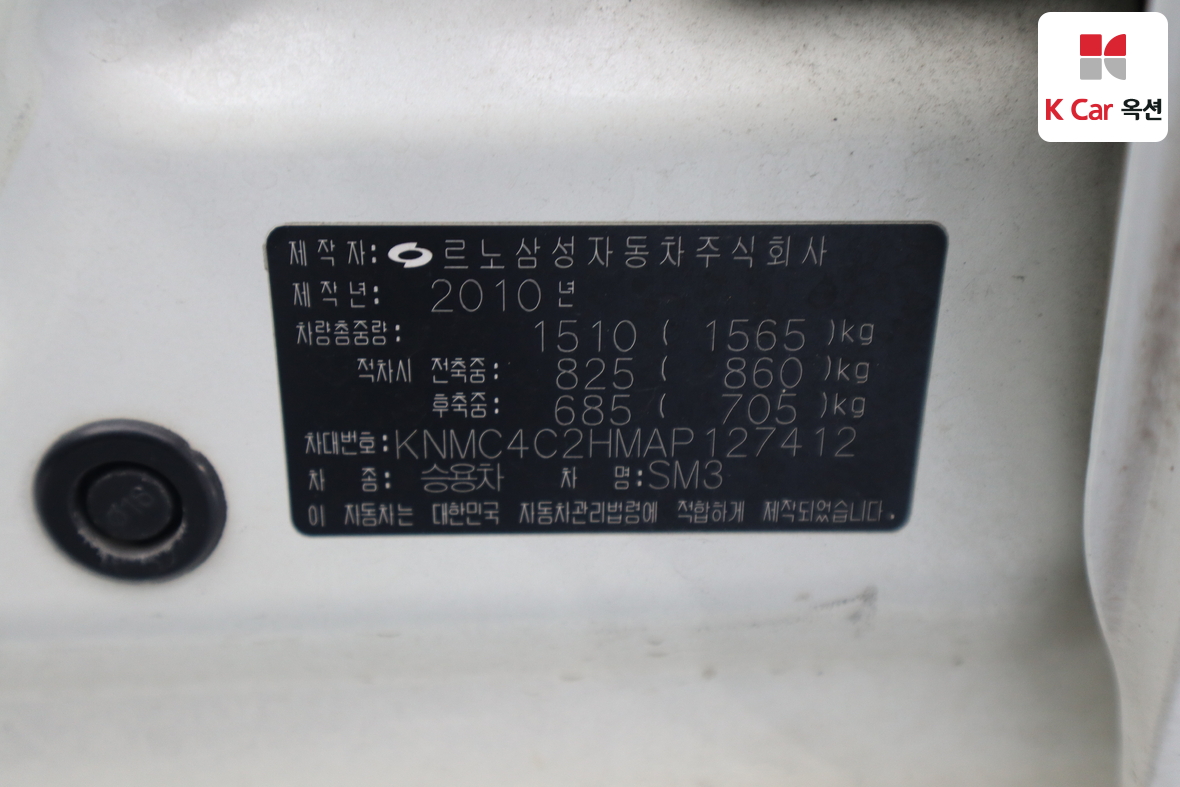 K Car 옥션
제작자: 르노삼성자동차주식회사
제작년: 2010년
차량총중량: 1510 ( 1565 )kg
적차시 전축중: 825 ( 860 )kg
후축중: 685 ( 705 )kg
차대번호: KNMC4C2HMAP127412
차 종: 승용차 차 명: SM3
이 자동차는 대한민국 자동차관리법령에 적합하게 제작되었습니다.